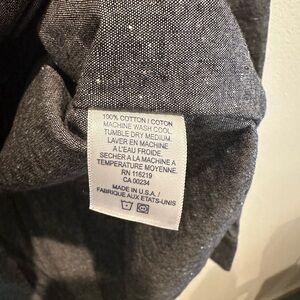 100% COTTON / COTON
MACHINE WASH COOL.
TUMBLE DRY MEDIUM.
LAVER EN MACHINE
A L'EAU FROIDE.
SECHER A LA MACHINE A
TEMPERATURE MOYENNE.
RN 116219
CA 00234
MADE IN U.S.A. /
FABRIQUE AUX ETATS-UNIS